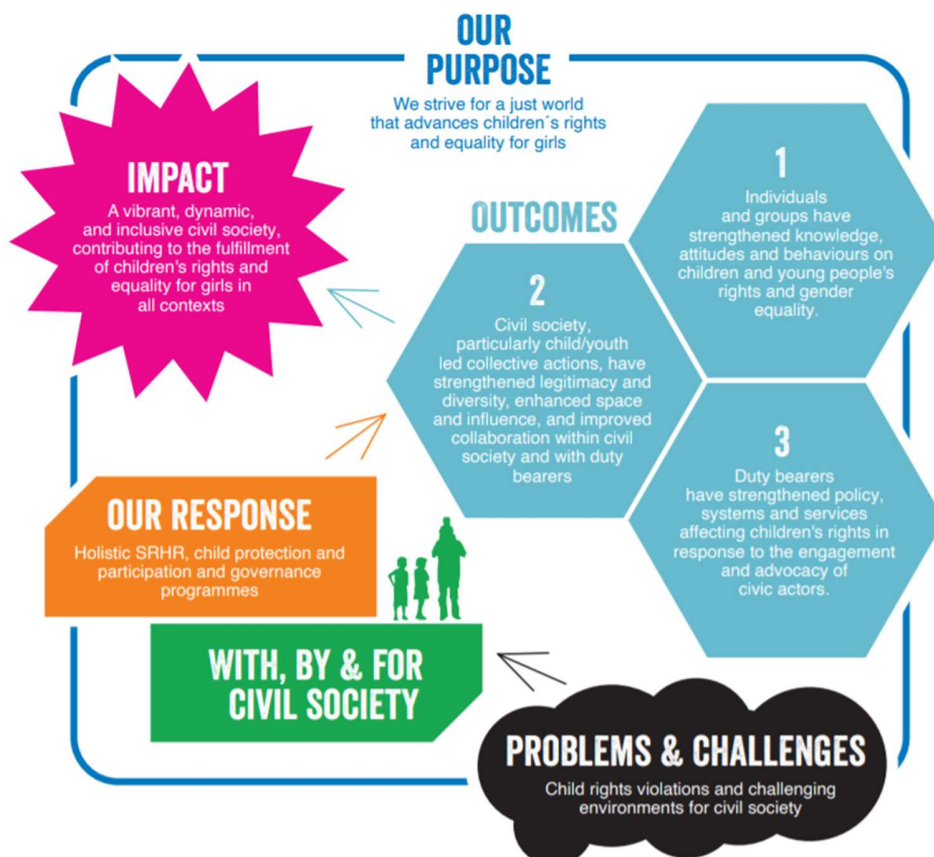 OUR
PURPOSE
We strive for a just world
that advances children´s rights
and equality for girls
IMPACT
A vibrant, dynamic,
and inclusive civil society,
contributing to the fulfillment
of children's rights and
equality for girls in
all contexts
OUTCOMES
1
Individuals
and groups have
strengthened knowledge,
attitudes and behaviours on
children and young people's
rights and gender
equality.
2
Civil society,
particularly child/youth
led collective actions, have
strengthened legitimacy and
diversity, enhanced space
and influence, and improved
collaboration within civil
society and with duty
bearers
3
Duty bearers
have strengthened policy,
systems and services
affecting children's rights in
response to the engagement
and advocacy of
civic actors.
OUR RESPONSE
Holistic SRHR, child protection and
participation and governance
programmes
WITH, BY & FOR
CIVIL SOCIETY
PROBLEMS & CHALLENGES
Child rights violations and challenging
environments for civil society